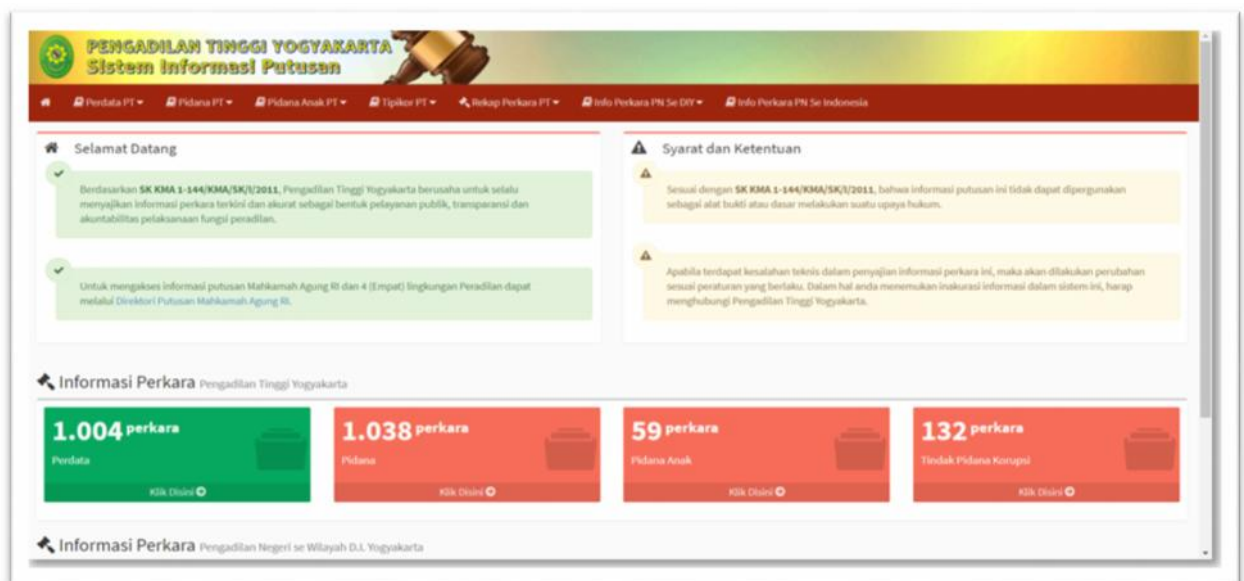 PENGADILAN TINGGI YOGYAKARTA
Sistem Informasi Putusan
Perdata PT
Pidana PT
Pidana Anak PT
Tipikor PT
Rekap Perkara PT
Info Perkara PN Se DIY
Info Perkara PN Se Indonesia
Selamat Datang
Berdasarkan SK KMA 1-144/KMA/SK/I/2011, Pengadilan Tinggi Yogyakarta berusaha untuk selalu
menyajikan informasi perkara terkini dan akurat sebagai bentuk pelayanan publik, transparansi dan
akuntabilitas pelaksanaan fungsi peradilan.
Untuk mengakses informasi putusan Mahkamah Agung RI dan 4 (Empat) lingkungan Peradilan dapat
melalui Direktori Putusan Mahkamah Agung RI.
Syarat dan Ketentuan
Sesuai dengan SK KMA 1-144/KMA/SK/I/2011, bahwa informasi putusan ini tidak dapat dipergunakan
sebagai alat bukti atau dasar melakukan suatu upaya hukum.
Apabila terdapat kesalahan teknis dalam penyajian informasi perkara ini, maka akan dilakukan perubahan
sesuai peraturan yang berlaku. Dalam hal anda menemukan inakurasi informasi dalam sistem ini, harap
menghubungi Pengadilan Tinggi Yogyakarta.
Informasi Perkara Pengadilan Tinggi Yogyakarta
1.004 perkara
Perdata
Klik Disini
1.038 perkara
Pidana
Klik Disini
59 perkara
Pidana Anak
Klik Disini
132 perkara
Tindak Pidana Korupsi
Klik Disini
Informasi Perkara Pengadilan Negeri se Wilayah D.I. Yogyakarta